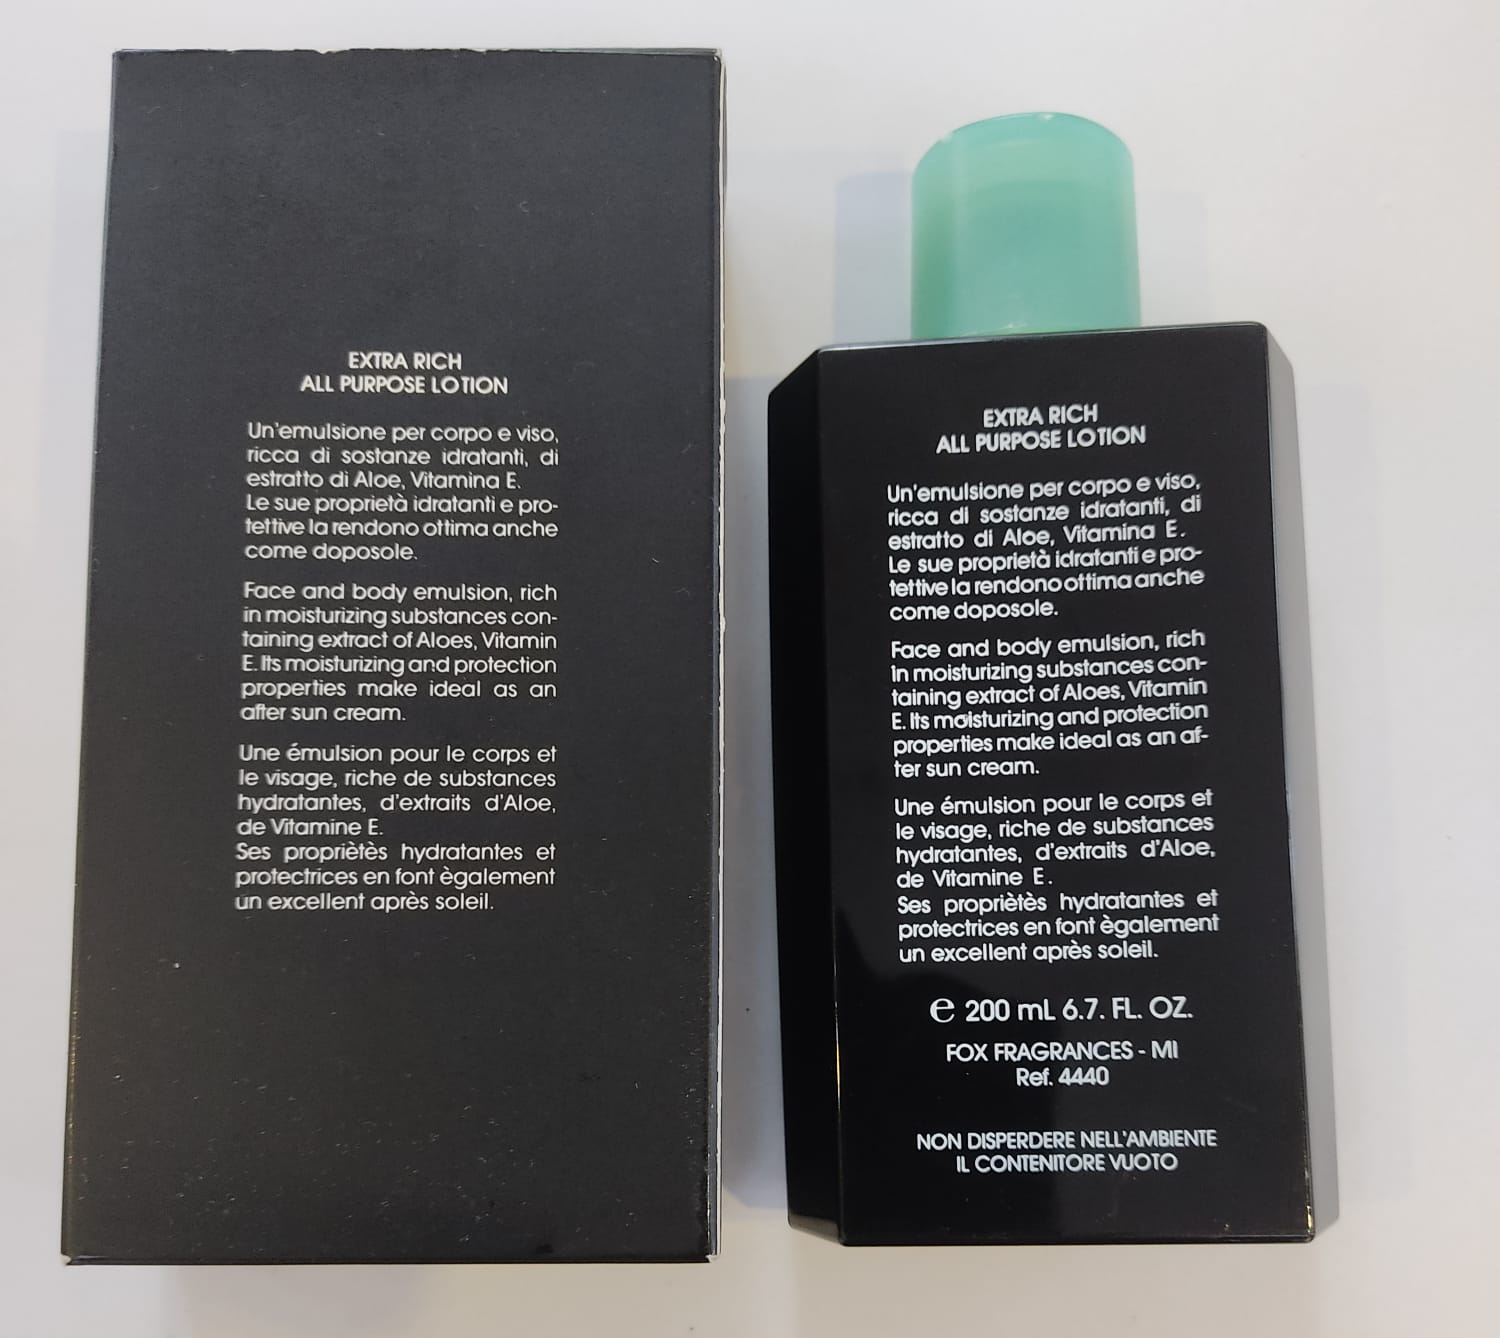 EXTRA RICH
ALL PURPOSE LOTION
Un'emulsione per corpo e viso,
ricca di sostanze idratanti, di
estratto di Aloe, Vitamina E.
Le sue proprietà idratanti e pro-
tettive la rendono ottima anche
come doposole.
Face and body emulsion, rich
in moisturizing substances con-
taining extract of Aloes, Vitamin
E. Its moisturizing and protection
properties make ideal as an
after sun cream.
Une émulsion pour le corps et
le visage, riche de substances
hydratantes, d'extraits d'Aloe,
de Vitamine E.
Ses propriètès hydratantes et
protectrices en font ègalement
un excellent après soleil.
EXTRA RICH
ALL PURPOSE LOTION
Un'emulsione per corpo e viso,
ricca di sostanze idratanti, di
estratto di Aloe, Vitamina E.
Le sue proprietà idratanti e pro-
tettive la rendono ottima anche
come doposole.
Face and body emulsion, rich
in moisturizing substances con-
taining extract of Aloes, Vitamin
E. Its moisturizing and protection
properties make ideal as an af-
ter sun cream.
Une émulsion pour le corps et
le visage, riche de substances
hydratantes, d'extraits d'Aloe,
de Vitamine E.
Ses propriètès hydratantes et
protectrices en font ègalement
un excellent après soleil.
℮ 200 mL 6.7. FL. OZ.
FOX FRAGRANCES - MI
Ref. 4440
NON DISPERDERE NELL'AMBIENTE
IL CONTENITORE VUOTO